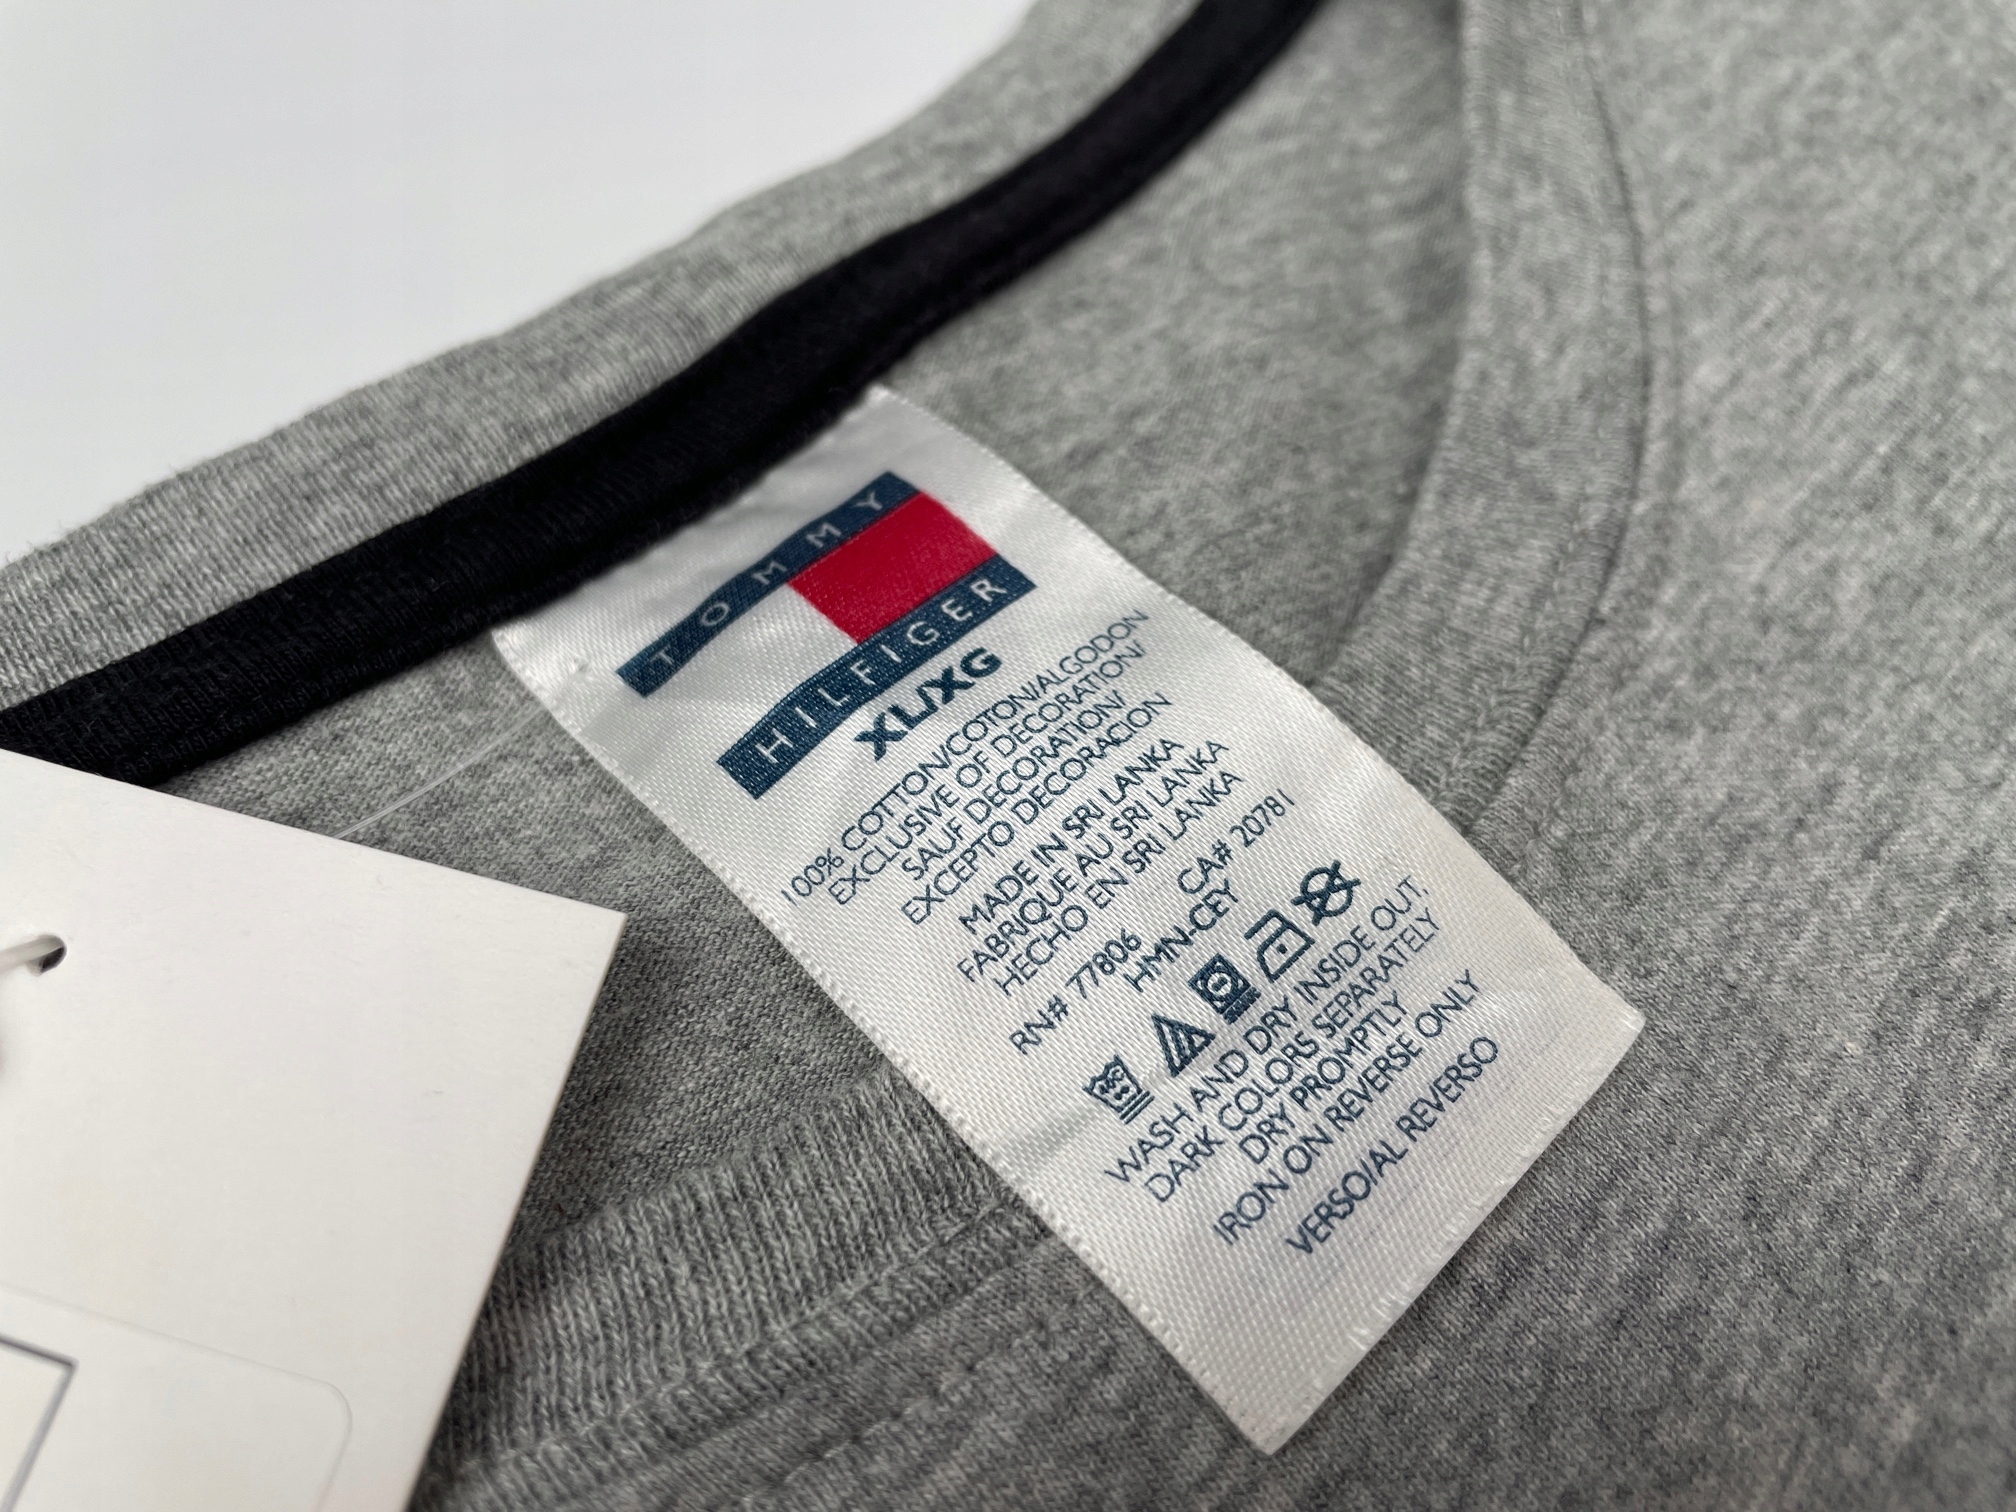 TOMMY
HILFIGER
XL/XG
100% COTTON/COTON/ALGODON
EXCLUSIVE OF DECORATION/
SAUF DECORATION/
EXCEPTO DECORACION
MADE IN SRI LANKA
FABRIQUE AU SRI LANKA
HECHO EN SRI LANKA
RN# 77806 CA# 20781
HMN-CEY
WASH AND DRY INSIDE OUT,
DARK COLORS SEPARATELY
DRY PROMPTLY
IRON ON REVERSE ONLY
VERSO/AL REVERSO